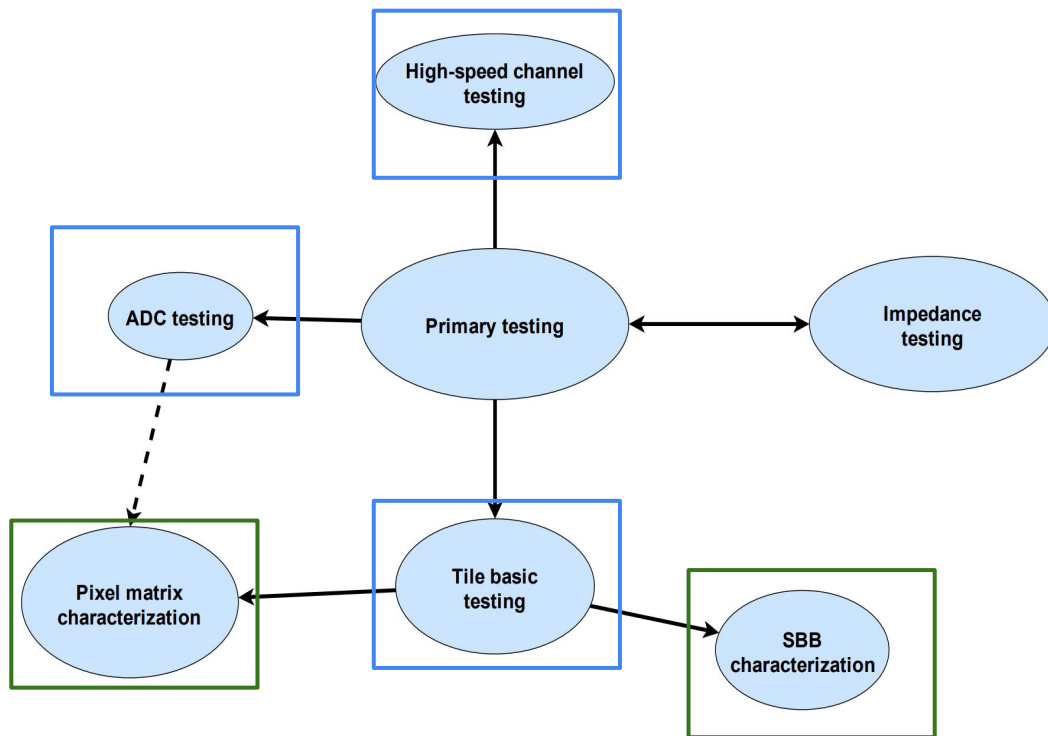 High-speed channel
testing
ADC testing
Primary testing
Impedance
testing
Pixel matrix
characterization
Tile basic
testing
SBB
characterization